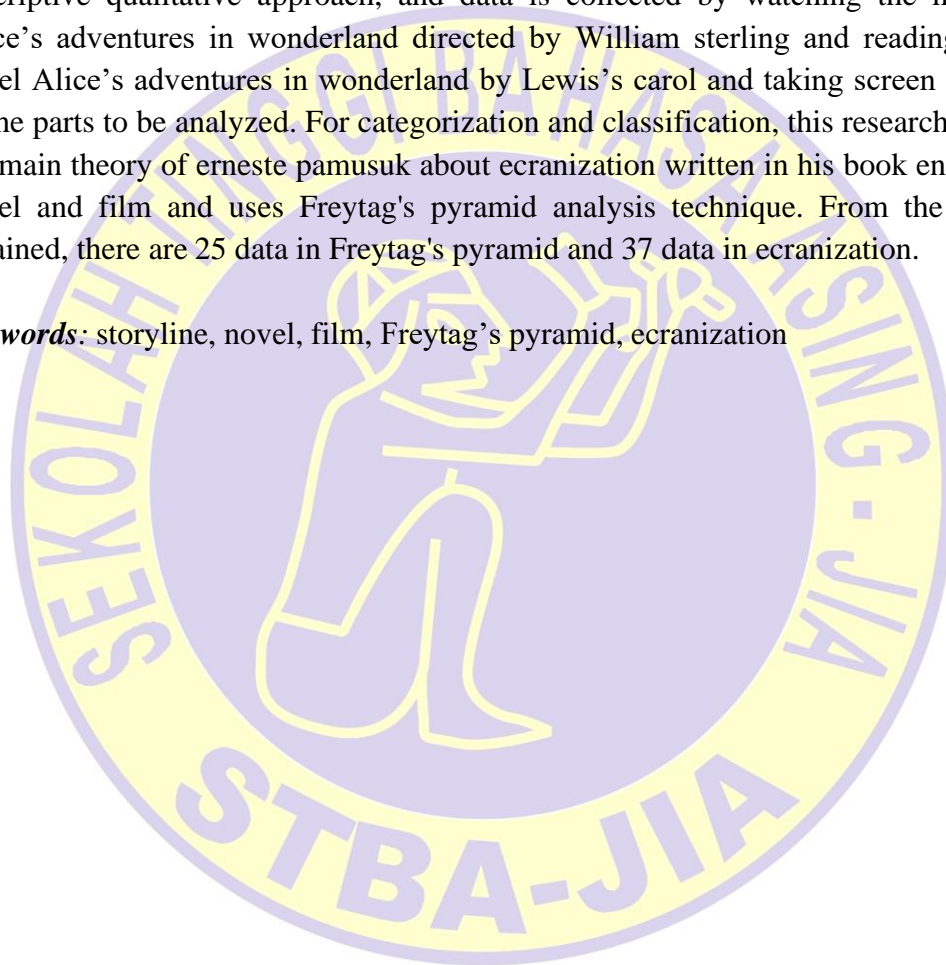 riptive qualitative approach, and data is collected by watching the
ce’s adventures in wonderland directed by William sterling and reading
el Alice’s adventures in wonderland by Lewis’s carol and taking screen
ne parts to be analyzed. For categorization and classification, this research
main theory of erneste pamusuk about ecranization written in his book en
el and film and uses Freytag's pyramid analysis technique. From the
ained, there are 25 data in Freytag's pyramid and 37 data in ecranization.
words: storyline, novel, film, Freytag’s pyramid, ecranization
SEKOLAH TINGGI BAHASA ASING - JIA
STBA-JIA